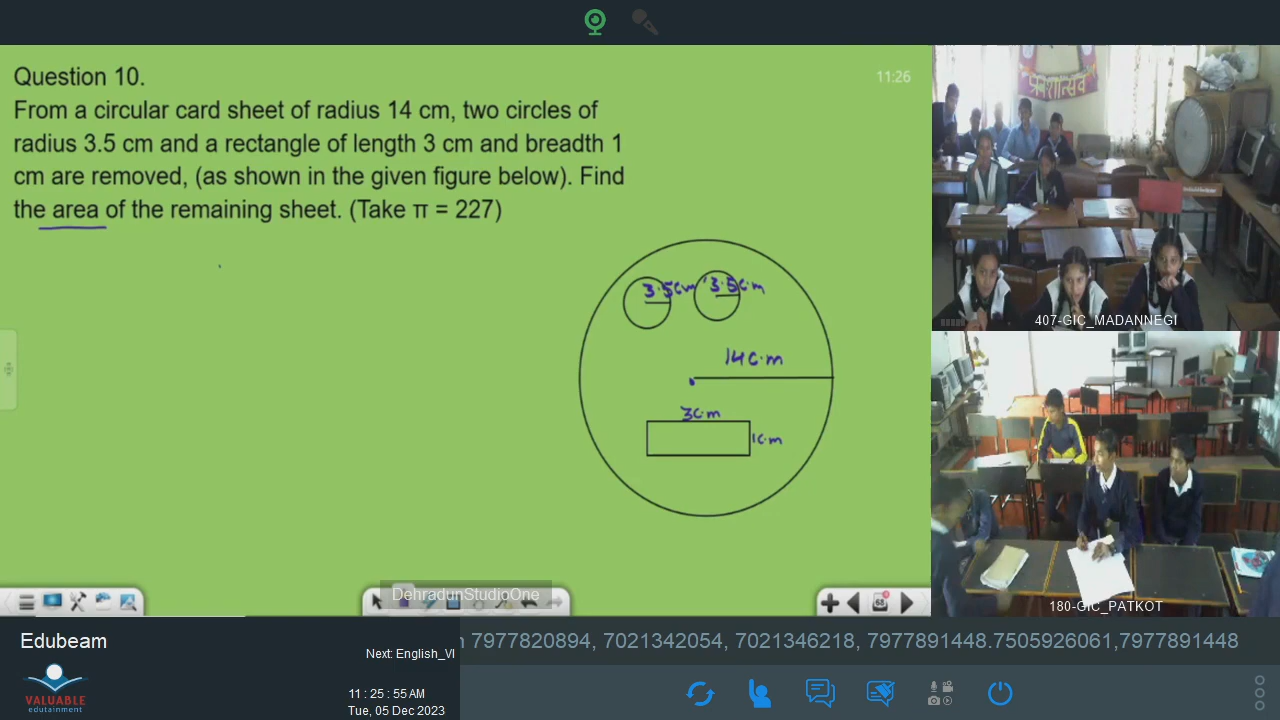 Question 10.
11:26
From a circular card sheet of radius 14 cm, two circles of
radius 3.5 cm and a rectangle of length 3 cm and breadth 1
cm are removed, (as shown in the given figure below). Find
the area of the remaining sheet. (Take π = 227)
3.5cm
3.5cm
14c.m
3cm
1c.m
प्रवेशोत्सव
407-GIC_MADANNEGI
180-GIC_PATKOT
DehradunStudioOne
68
Edubeam
7977820894, 7021342054, 7021346218, 7977891448.7505926061,7977891448
Next: English_VI
VALUABLE
edutainment
11 : 25 : 55 AM
Tue, 05 Dec 2023